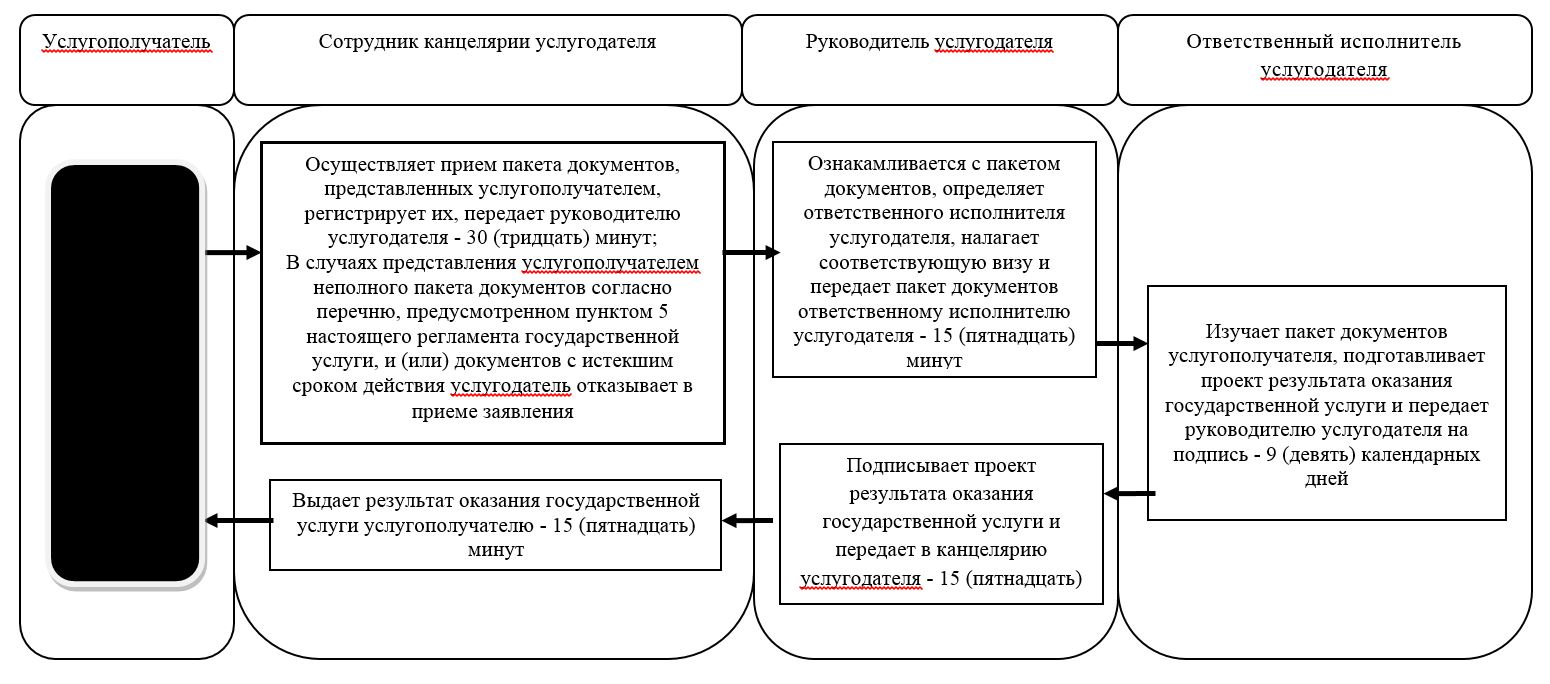 Услугополучатель
Сотрудник канцелярии услугодателя
Руководитель услугодателя
Ответственный исполнитель
услугодателя
Осуществляет прием пакета документов,
представленных услугополучателем,
регистрирует их, передает руководителю
услугодателя - 30 (тридцать) минут;
В случаях представления услугополучателем
неполного пакета документов согласно
перечню, предусмотренном пунктом 5
настоящего регламента государственной
услуги, и (или) документов с истекшим
сроком действия услугодатель отказывает в
приеме заявления
Ознакамливается с пакетом
документов, определяет
ответственного исполнителя
услугодателя, налагает
соответствующую визу и
передает пакет документов
ответственному исполнителю
услугодателя - 15 (пятнадцать)
минут
Изучает пакет документов
услугополучателя, подготавливает
проект результата оказания
государственной услуги и передает
руководителю услугодателя на
подпись - 9 (девять) календарных
дней
Подписывает проект
результата оказания
государственной услуги и
передает в канцелярию
услугодателя - 15 (пятнадцать)
Выдает результат оказания государственной
услуги услугополучателю - 15 (пятнадцать)
минут